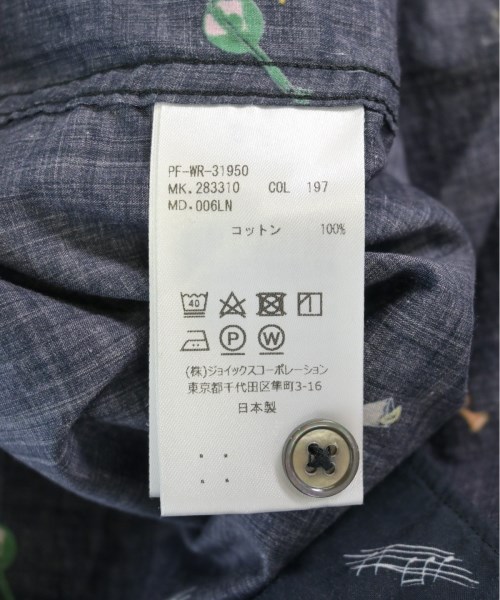 PF-WR-31950
MK.283310 COL 197
MD.006LN
コットン 100%
40
P W
(株)ジョイックスコーポレーション
東京都千代田区隼町3-16
日本製